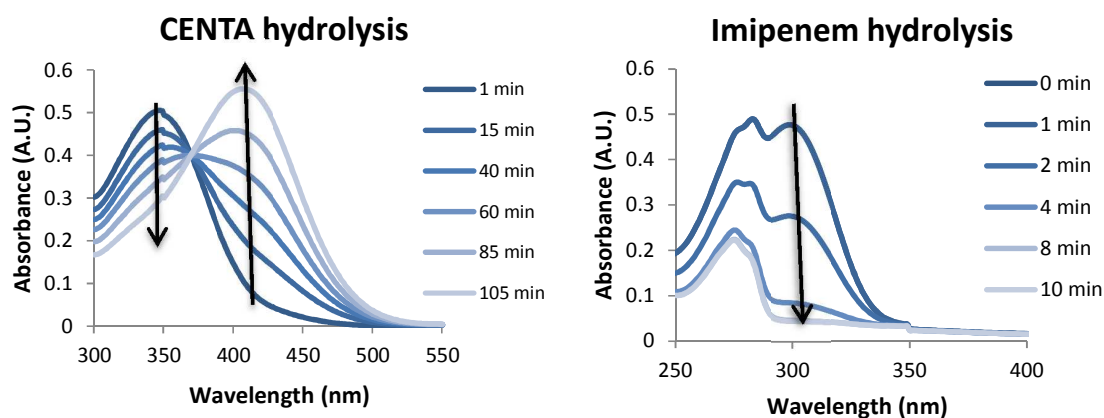 CENTA hydrolysis
Absorbance (A.U.)
0.6
0.5
0.4
0.3
0.2
0.1
0
300
350
400
450
500
550
Wavelength (nm)
1 min
15 min
40 min
60 min
85 min
105 min
Imipenem hydrolysis
Absorbance (A.U.)
0.6
0.5
0.4
0.3
0.2
0.1
0
250
300
350
400
Wavelength (nm)
0 min
1 min
2 min
4 min
8 min
10 min